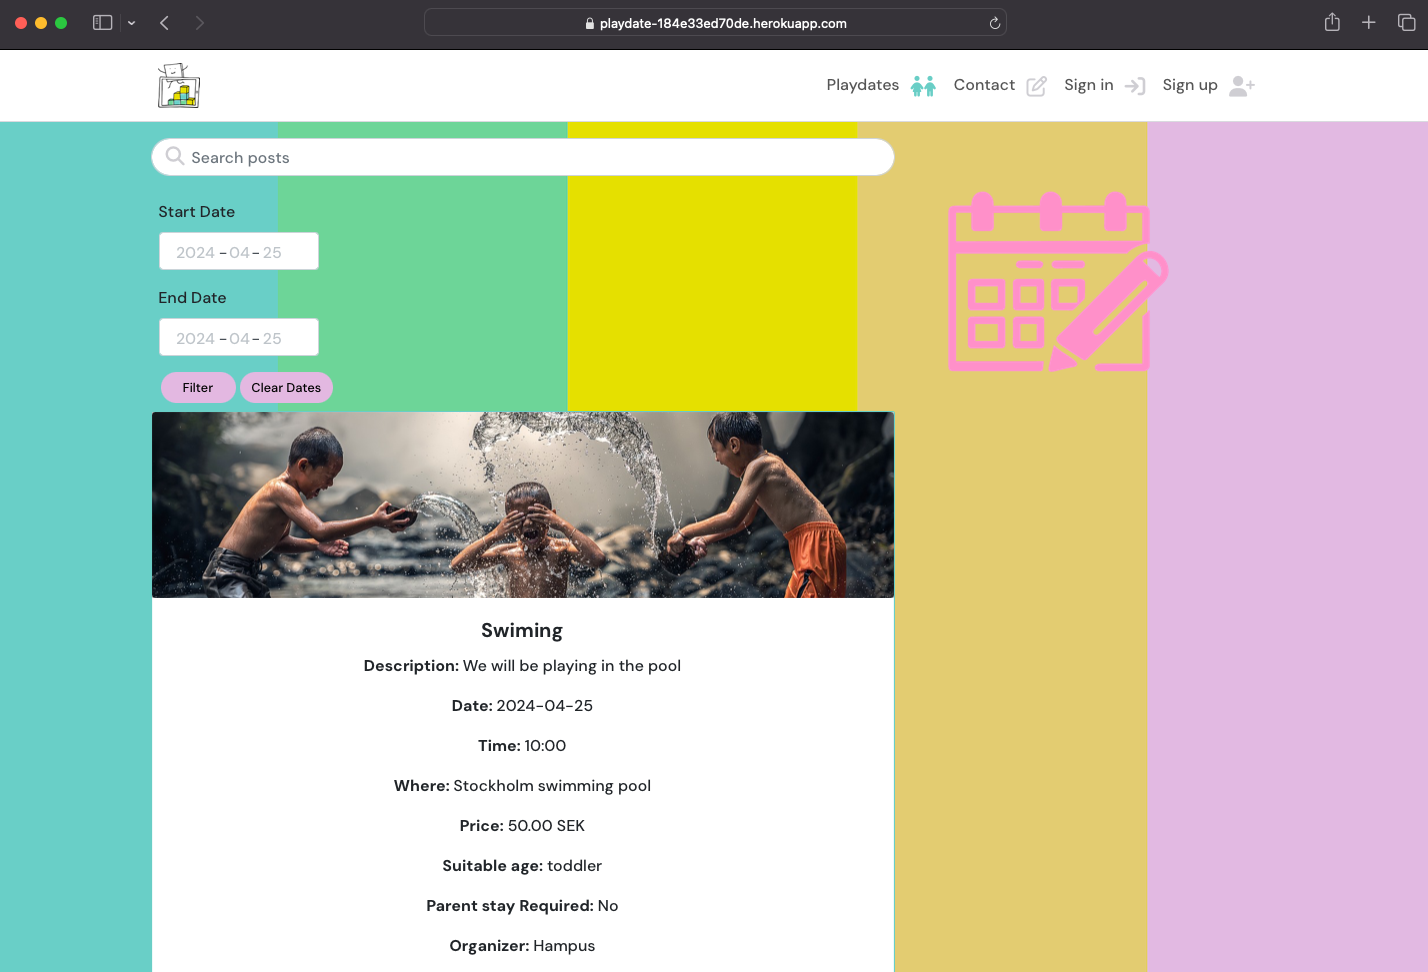 playdate-184e33ed70de.herokuapp.com
Playdates Contact Sign in Sign up
Search posts
Start Date
2024-04-25
End Date
2024-04-25
Filter Clear Dates
Swiming
Description: We will be playing in the pool
Date: 2024-04-25
Time: 10:00
Where: Stockholm swimming pool
Price: 50.00 SEK
Suitable age: toddler
Parent stay Required: No
Organizer: Hampus